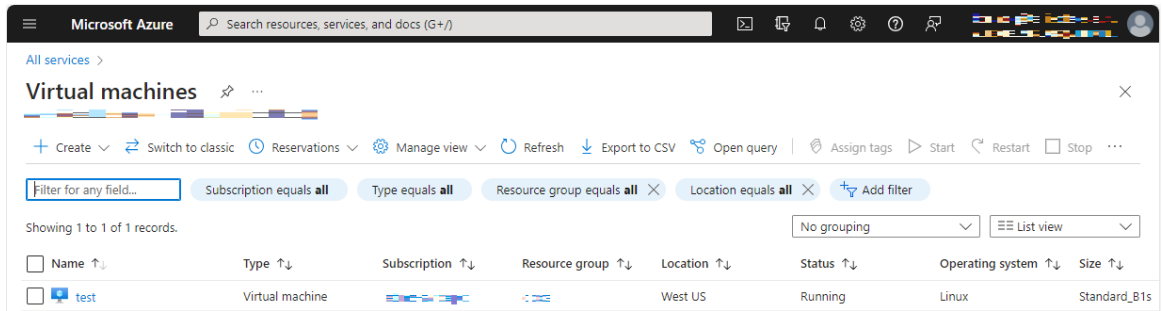 Microsoft Azure Search resources, services, and docs (G+/)
All services >
Virtual machines ...
Create Switch to classic Reservations Manage view Refresh Export to CSV Open query Assign tags Start Restart Stop ...
Filter for any field... Subscription equals all Type equals all Resource group equals all Location equals all Add filter
Showing 1 to 1 of 1 records. No grouping List view
Name ↑↓ Type ↑↓ Subscription ↑↓ Resource group ↑↓ Location ↑↓ Status ↑↓ Operating system ↑↓ Size ↑↓
test Virtual machine West US Running Linux Standard_B1s